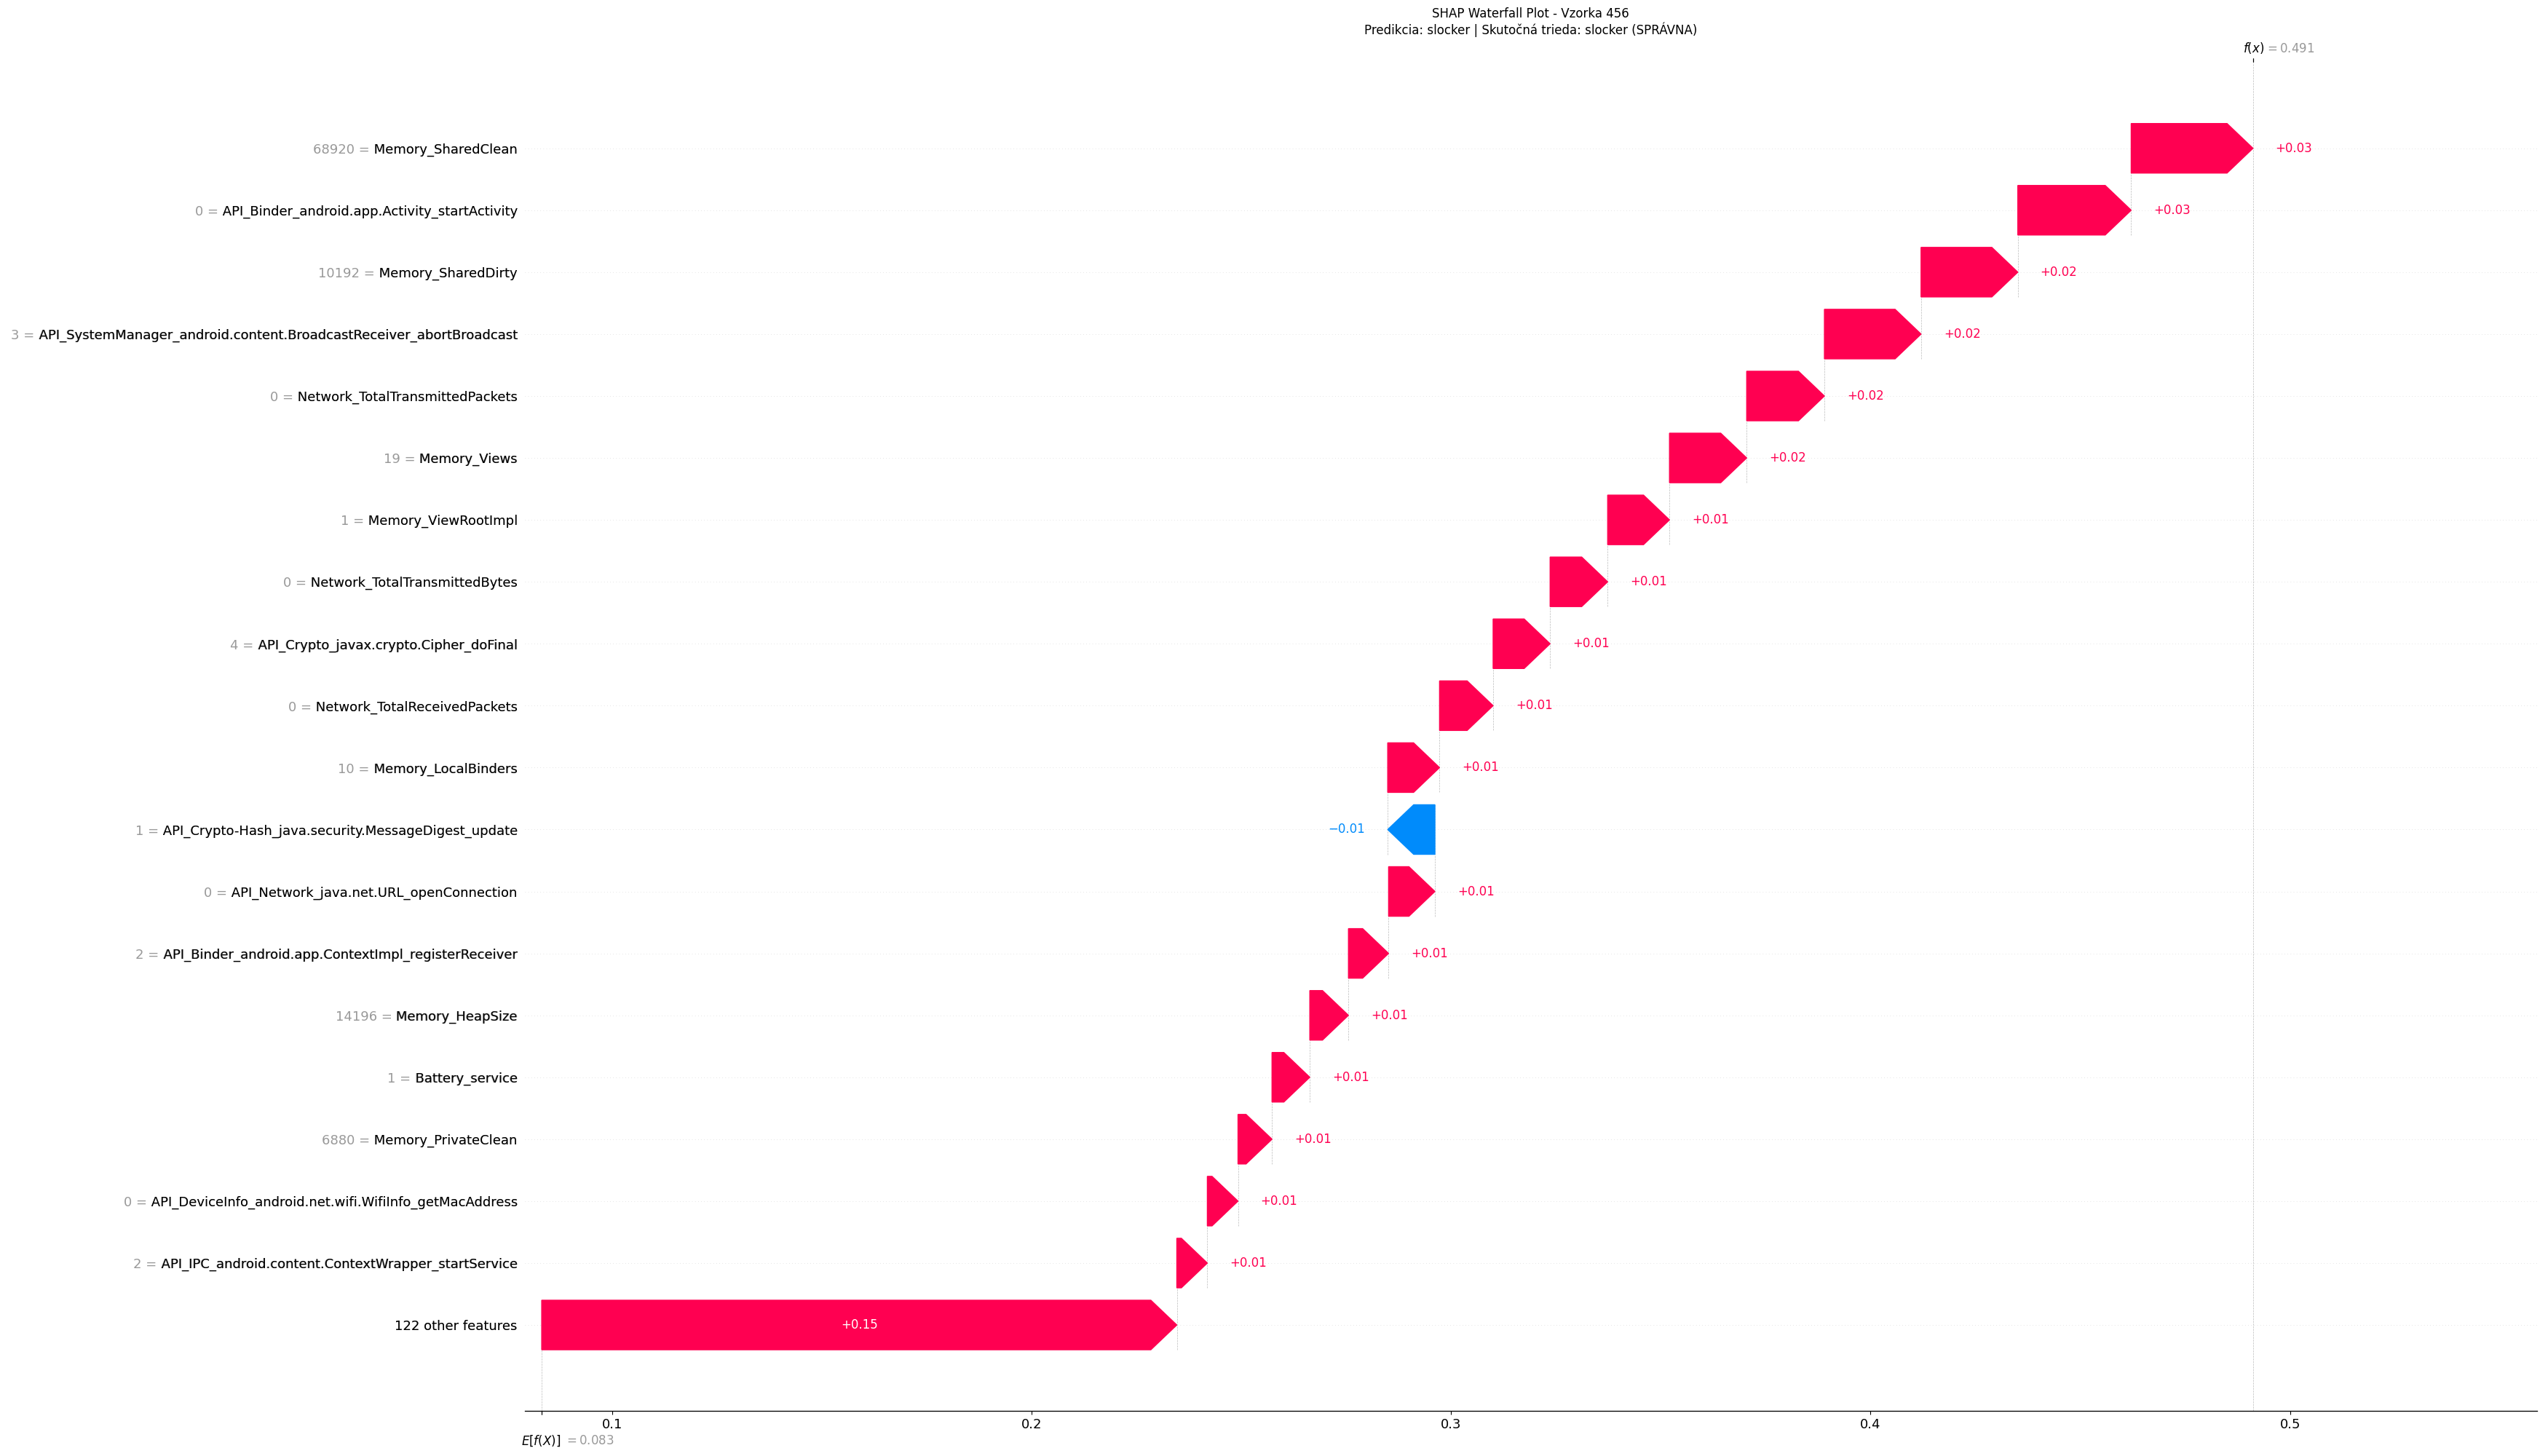 SHAP Waterfall Plot - Vzorka 456
Predikcia: slocker | Skutočná trieda: slocker (SPRÁVNA)
f(x) = 0.491
68920 = Memory_SharedClean +0.03
0 = API_Binder_android.app.Activity_startActivity +0.03
10192 = Memory_SharedDirty +0.02
3 = API_SystemManager_android.content.BroadcastReceiver_abortBroadcast +0.02
0 = Network_TotalTransmittedPackets +0.02
19 = Memory_Views +0.02
1 = Memory_ViewRootImpl +0.01
0 = Network_TotalTransmittedBytes +0.01
4 = API_Crypto_javax.crypto.Cipher_doFinal +0.01
0 = Network_TotalReceivedPackets +0.01
10 = Memory_LocalBinders +0.01
1 = API_Crypto-Hash_java.security.MessageDigest_update −0.01
0 = API_Network_java.net.URL_openConnection +0.01
2 = API_Binder_android.app.ContextImpl_registerReceiver +0.01
14196 = Memory_HeapSize +0.01
1 = Battery_service +0.01
6880 = Memory_PrivateClean +0.01
0 = API_DeviceInfo_android.net.wifi.WifiInfo_getMacAddress +0.01
2 = API_IPC_android.content.ContextWrapper_startService +0.01
122 other features +0.15
0.1 0.2 0.3 0.4 0.5
E[f(X)] = 0.083